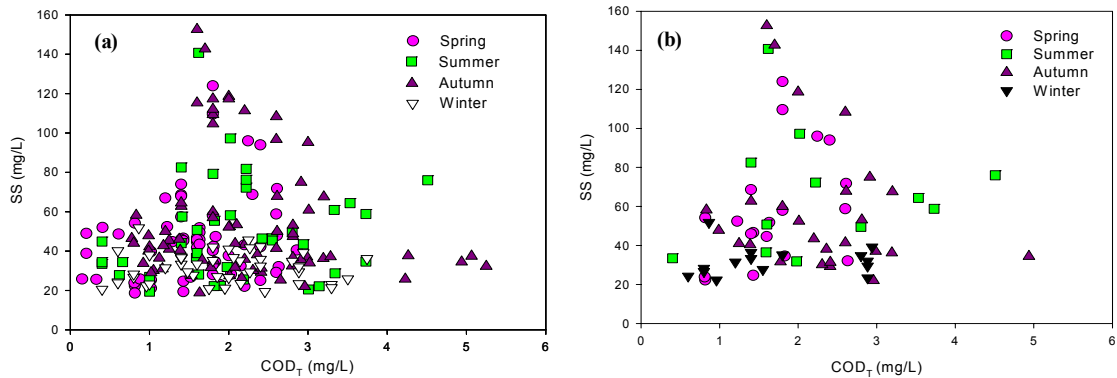 (a)
Spring
Summer
Autumn
Winter
160
140
120
100
80
60
40
20
0
SS (mg/L)
0 1 2 3 4 5 6
COD_T (mg/L)
(b)
Spring
Summer
Autumn
Winter
160
140
120
100
80
60
40
20
0
SS (mg/L)
0 1 2 3 4 5 6
COD_T (mg/L)